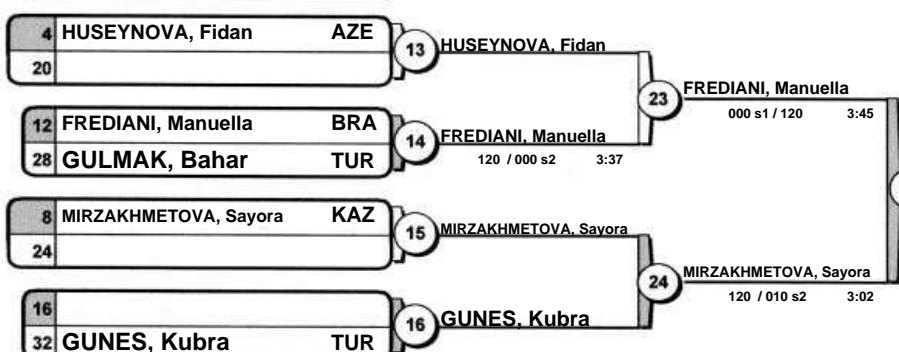 4 HUSEYNOVA, Fidan AZE
20
13
HUSEYNOVA, Fidan
12 FREDIANI, Manuella BRA
28 GULMAK, Bahar TUR
14
FREDIANI, Manuella
120 / 000 s2 3:37
23
FREDIANI, Manuella
000 s1 / 120 3:45
8 MIRZAKHMETOVA, Sayora KAZ
24
15
MIRZAKHMETOVA, Sayora
16
32 GUNES, Kubra TUR
16
GUNES, Kubra
24
MIRZAKHMETOVA, Sayora
120 / 010 s2 3:02